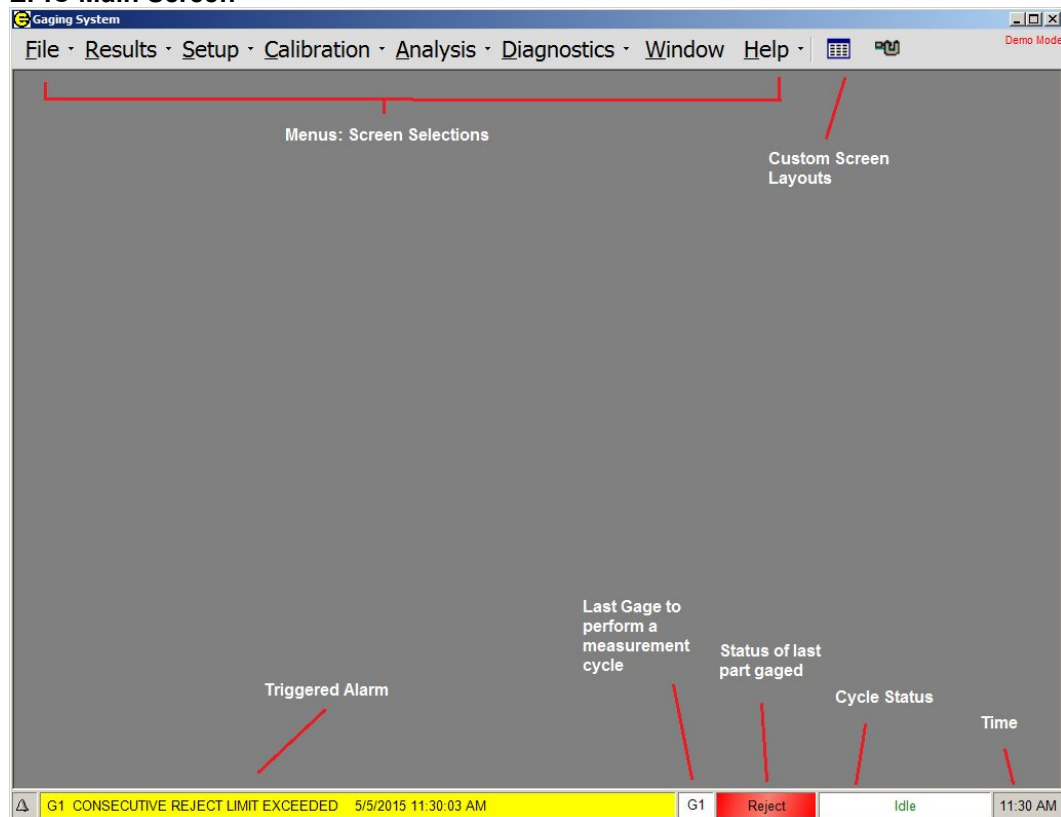 Gaging System
File Results Setup Calibration Analysis Diagnostics Window Help
Demo Mode
Menus: Screen Selections
Custom Screen
Layouts
Last Gage to
perform a
measurement
cycle
Status of last
part gaged
Triggered Alarm
Cycle Status
Time
G1 CONSECUTIVE REJECT LIMIT EXCEEDED 5/5/2015 11:30:03 AM
G1
Reject
Idle
11:30 AM